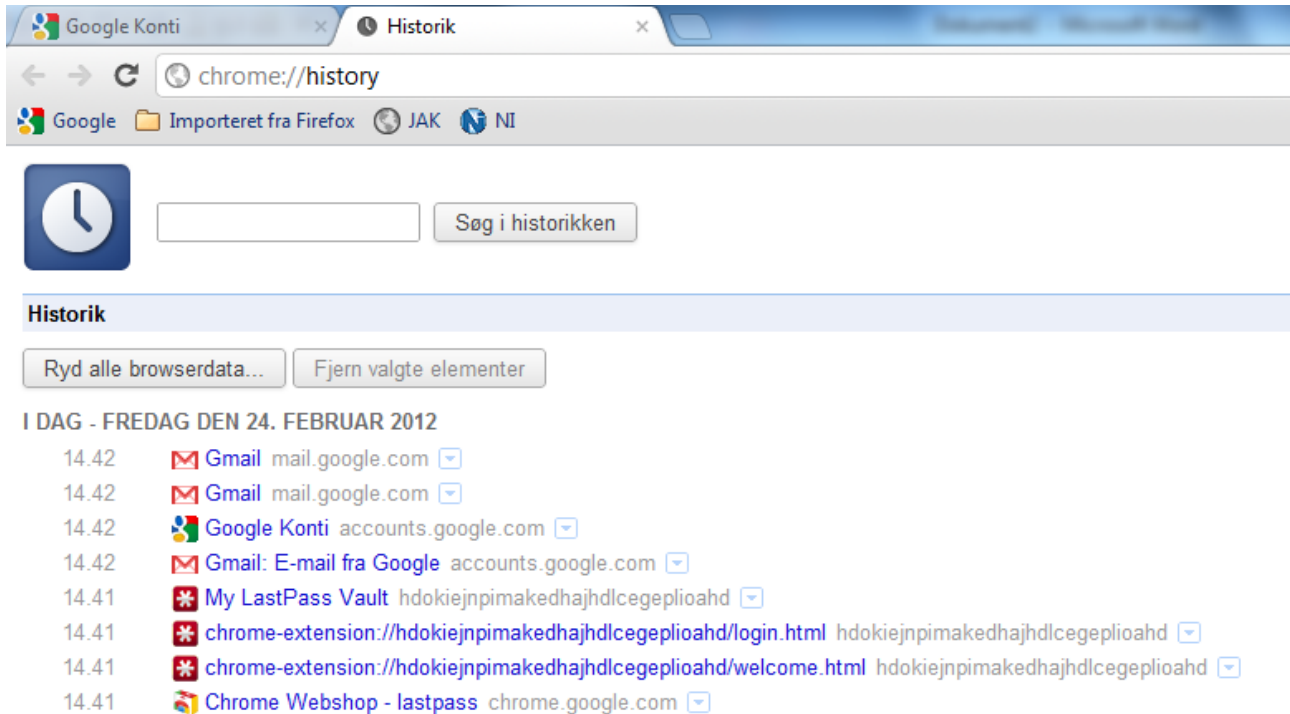 Google Konti Historik
chrome://history
Google Importeret fra Firefox JAK NI
Søg i historikken
Historik
Ryd alle browserdata... Fjern valgte elementer
I DAG - FREDAG DEN 24. FEBRUAR 2012
14.42 Gmail mail.google.com
14.42 Gmail mail.google.com
14.42 Google Konti accounts.google.com
14.42 Gmail: E-mail fra Google accounts.google.com
14.41 My LastPass Vault hdokiejnpimakedhajhdlcegeplioahd
14.41 chrome-extension://hdokiejnpimakedhajhdlcegeplioahd/login.html hdokiejnpimakedhajhdlcegeplioahd
14.41 chrome-extension://hdokiejnpimakedhajhdlcegeplioahd/welcome.html hdokiejnpimakedhajhdlcegeplioahd
14.41 Chrome Webshop - lastpass chrome.google.com